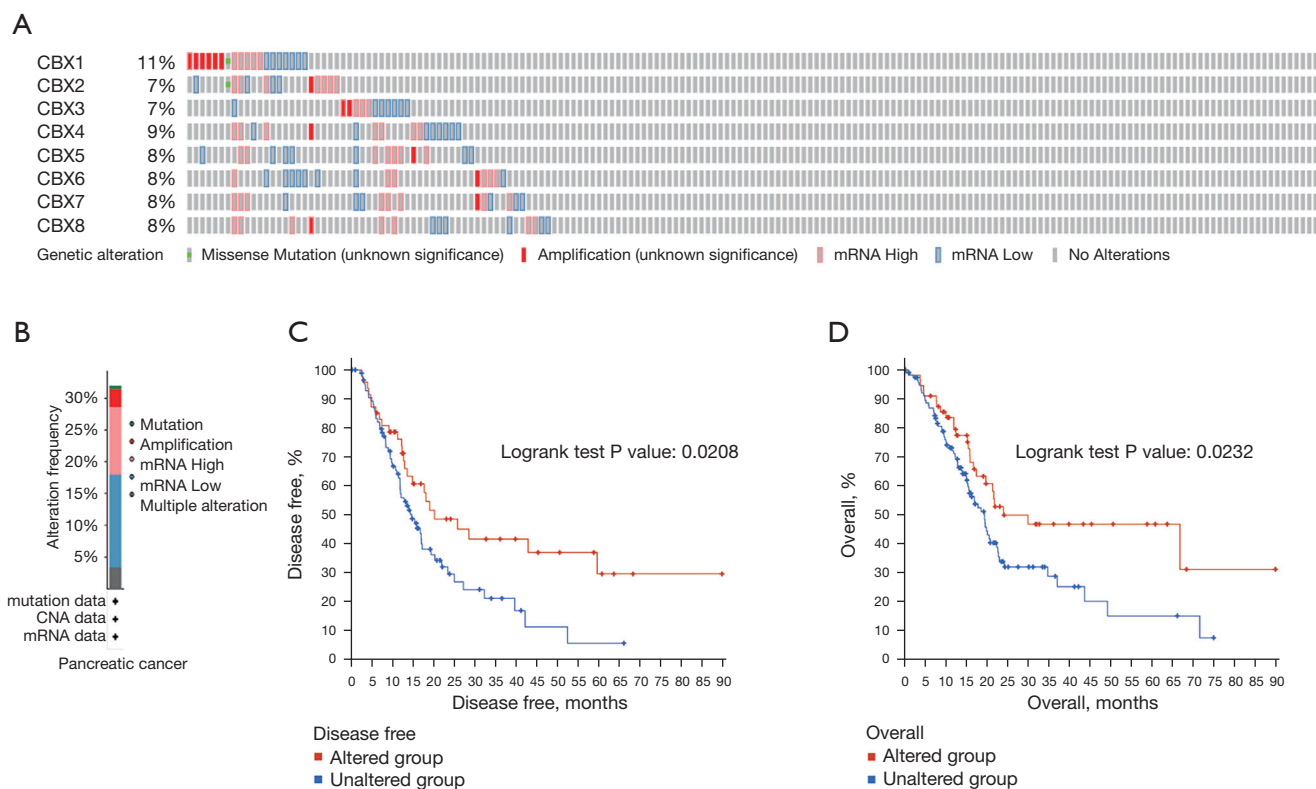 A
CBX1 11%
CBX2 7%
CBX3 7%
CBX4 9%
CBX5 8%
CBX6 8%
CBX7 8%
CBX8 8%
Genetic alteration Missense Mutation (unknown significance) Amplification (unknown significance) mRNA High mRNA Low No Alterations
B
Alteration frequency
30%
25%
20%
15%
10%
5%
Mutation
Amplification
mRNA High
mRNA Low
Multiple alteration
mutation data
CNA data
mRNA data
Pancreatic cancer
C
Disease free, %
100
90
80
70
60
50
40
30
20
10
0
Logrank test P value: 0.0208
0 5 10 15 20 25 30 35 40 45 50 55 60 65 70 75 80 85 90
Disease free, months
Disease free
Altered group
Unaltered group
D
Overall, %
100
90
80
70
60
50
40
30
20
10
0
Logrank test P value: 0.0232
0 5 10 15 20 25 30 35 40 45 50 55 60 65 70 75 80 85 90
Overall, months
Overall
Altered group
Unaltered group